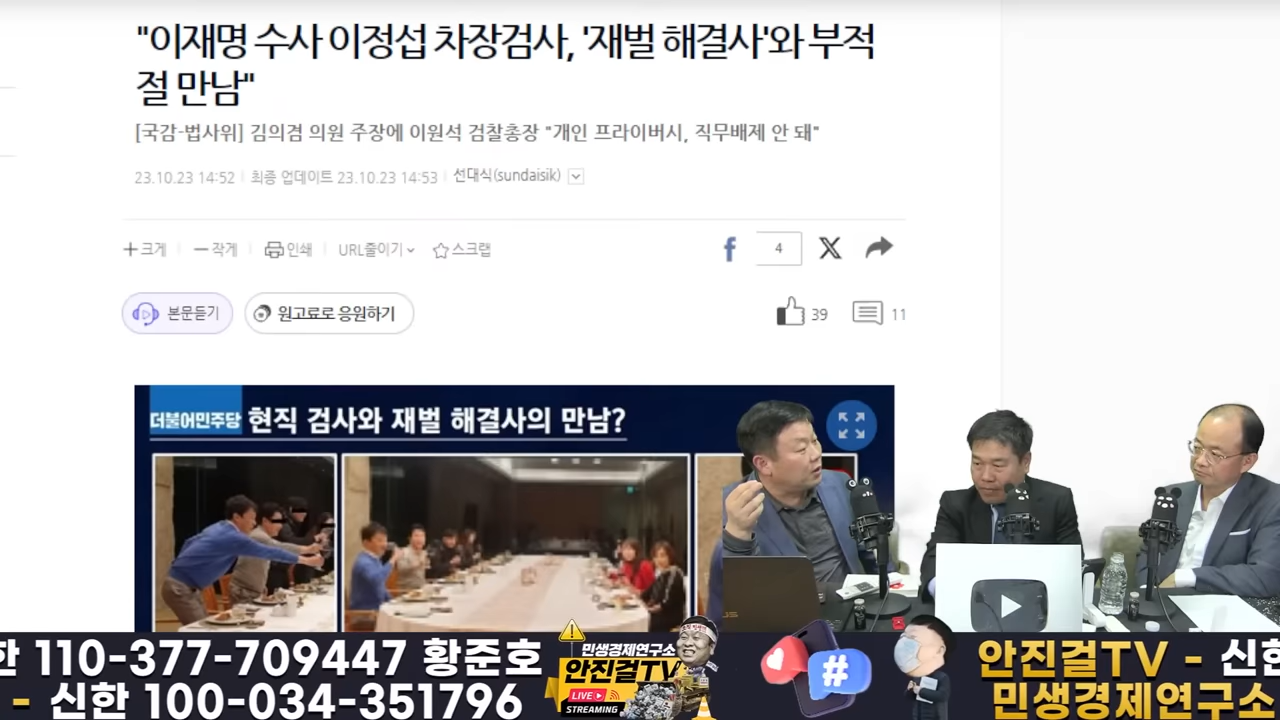 "이재명 수사 이정섭 차장검사, '재벌 해결사'와 부적
절 만남"
[국감-법사위] 김의겸 의원 주장에 이원석 검찰총장 "개인 프라이버시, 직무배제 안 돼"
23.10.23 14:52 최종 업데이트 23.10.23 14:53 선대식(sundaisik)
크게 작게 인쇄 URL줄이기 스크랩
f 4 X
본문듣기 원고료로 응원하기 39 11
더불어민주당 현직 검사와 재벌 해결사의 만남?
한 110-377-709447 황준호
- 신한 100-034-351796
민생경제연구소
안진걸TV
LIVE
STREAMING
#
안진걸TV - 신한
민생경제연구소